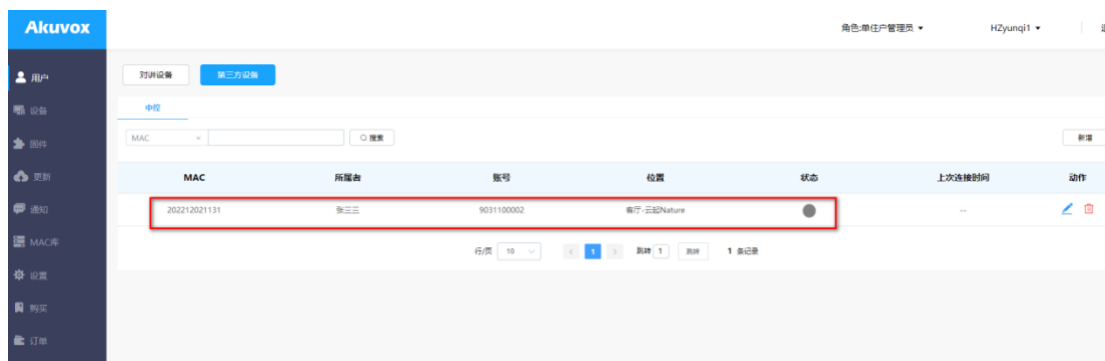 Akuvox
角色:单住户管理员
HZyunqi1
用户
对讲设备 第三方设备
设备
中控
固件
MAC 搜索 新增
更新
MAC 所属者 账号 位置 状态 上次连接时间 动作
通知
202212021131 张三三 9031100002 客厅-云起Nature --
MAC库
行/页 10 < 1 > 跳转 1 跳转 1 条记录
设置
购买
订单